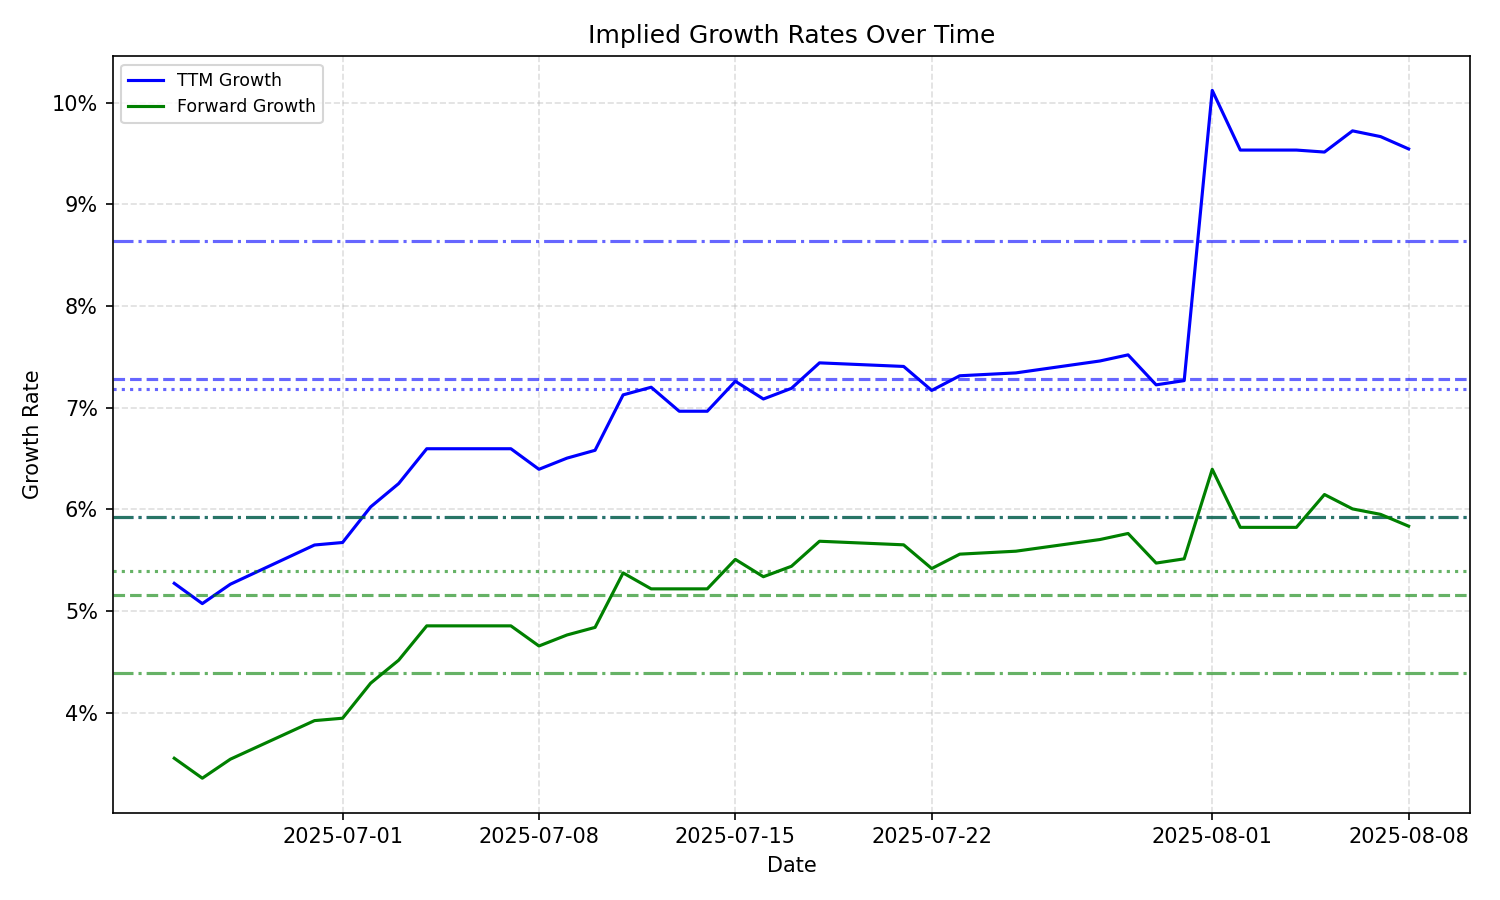 Implied Growth Rates Over Time
TTM Growth
Forward Growth
10%
9%
8%
7%
6%
5%
4%
Growth Rate
2025-07-01
2025-07-08
2025-07-15
2025-07-22
2025-08-01
2025-08-08
Date